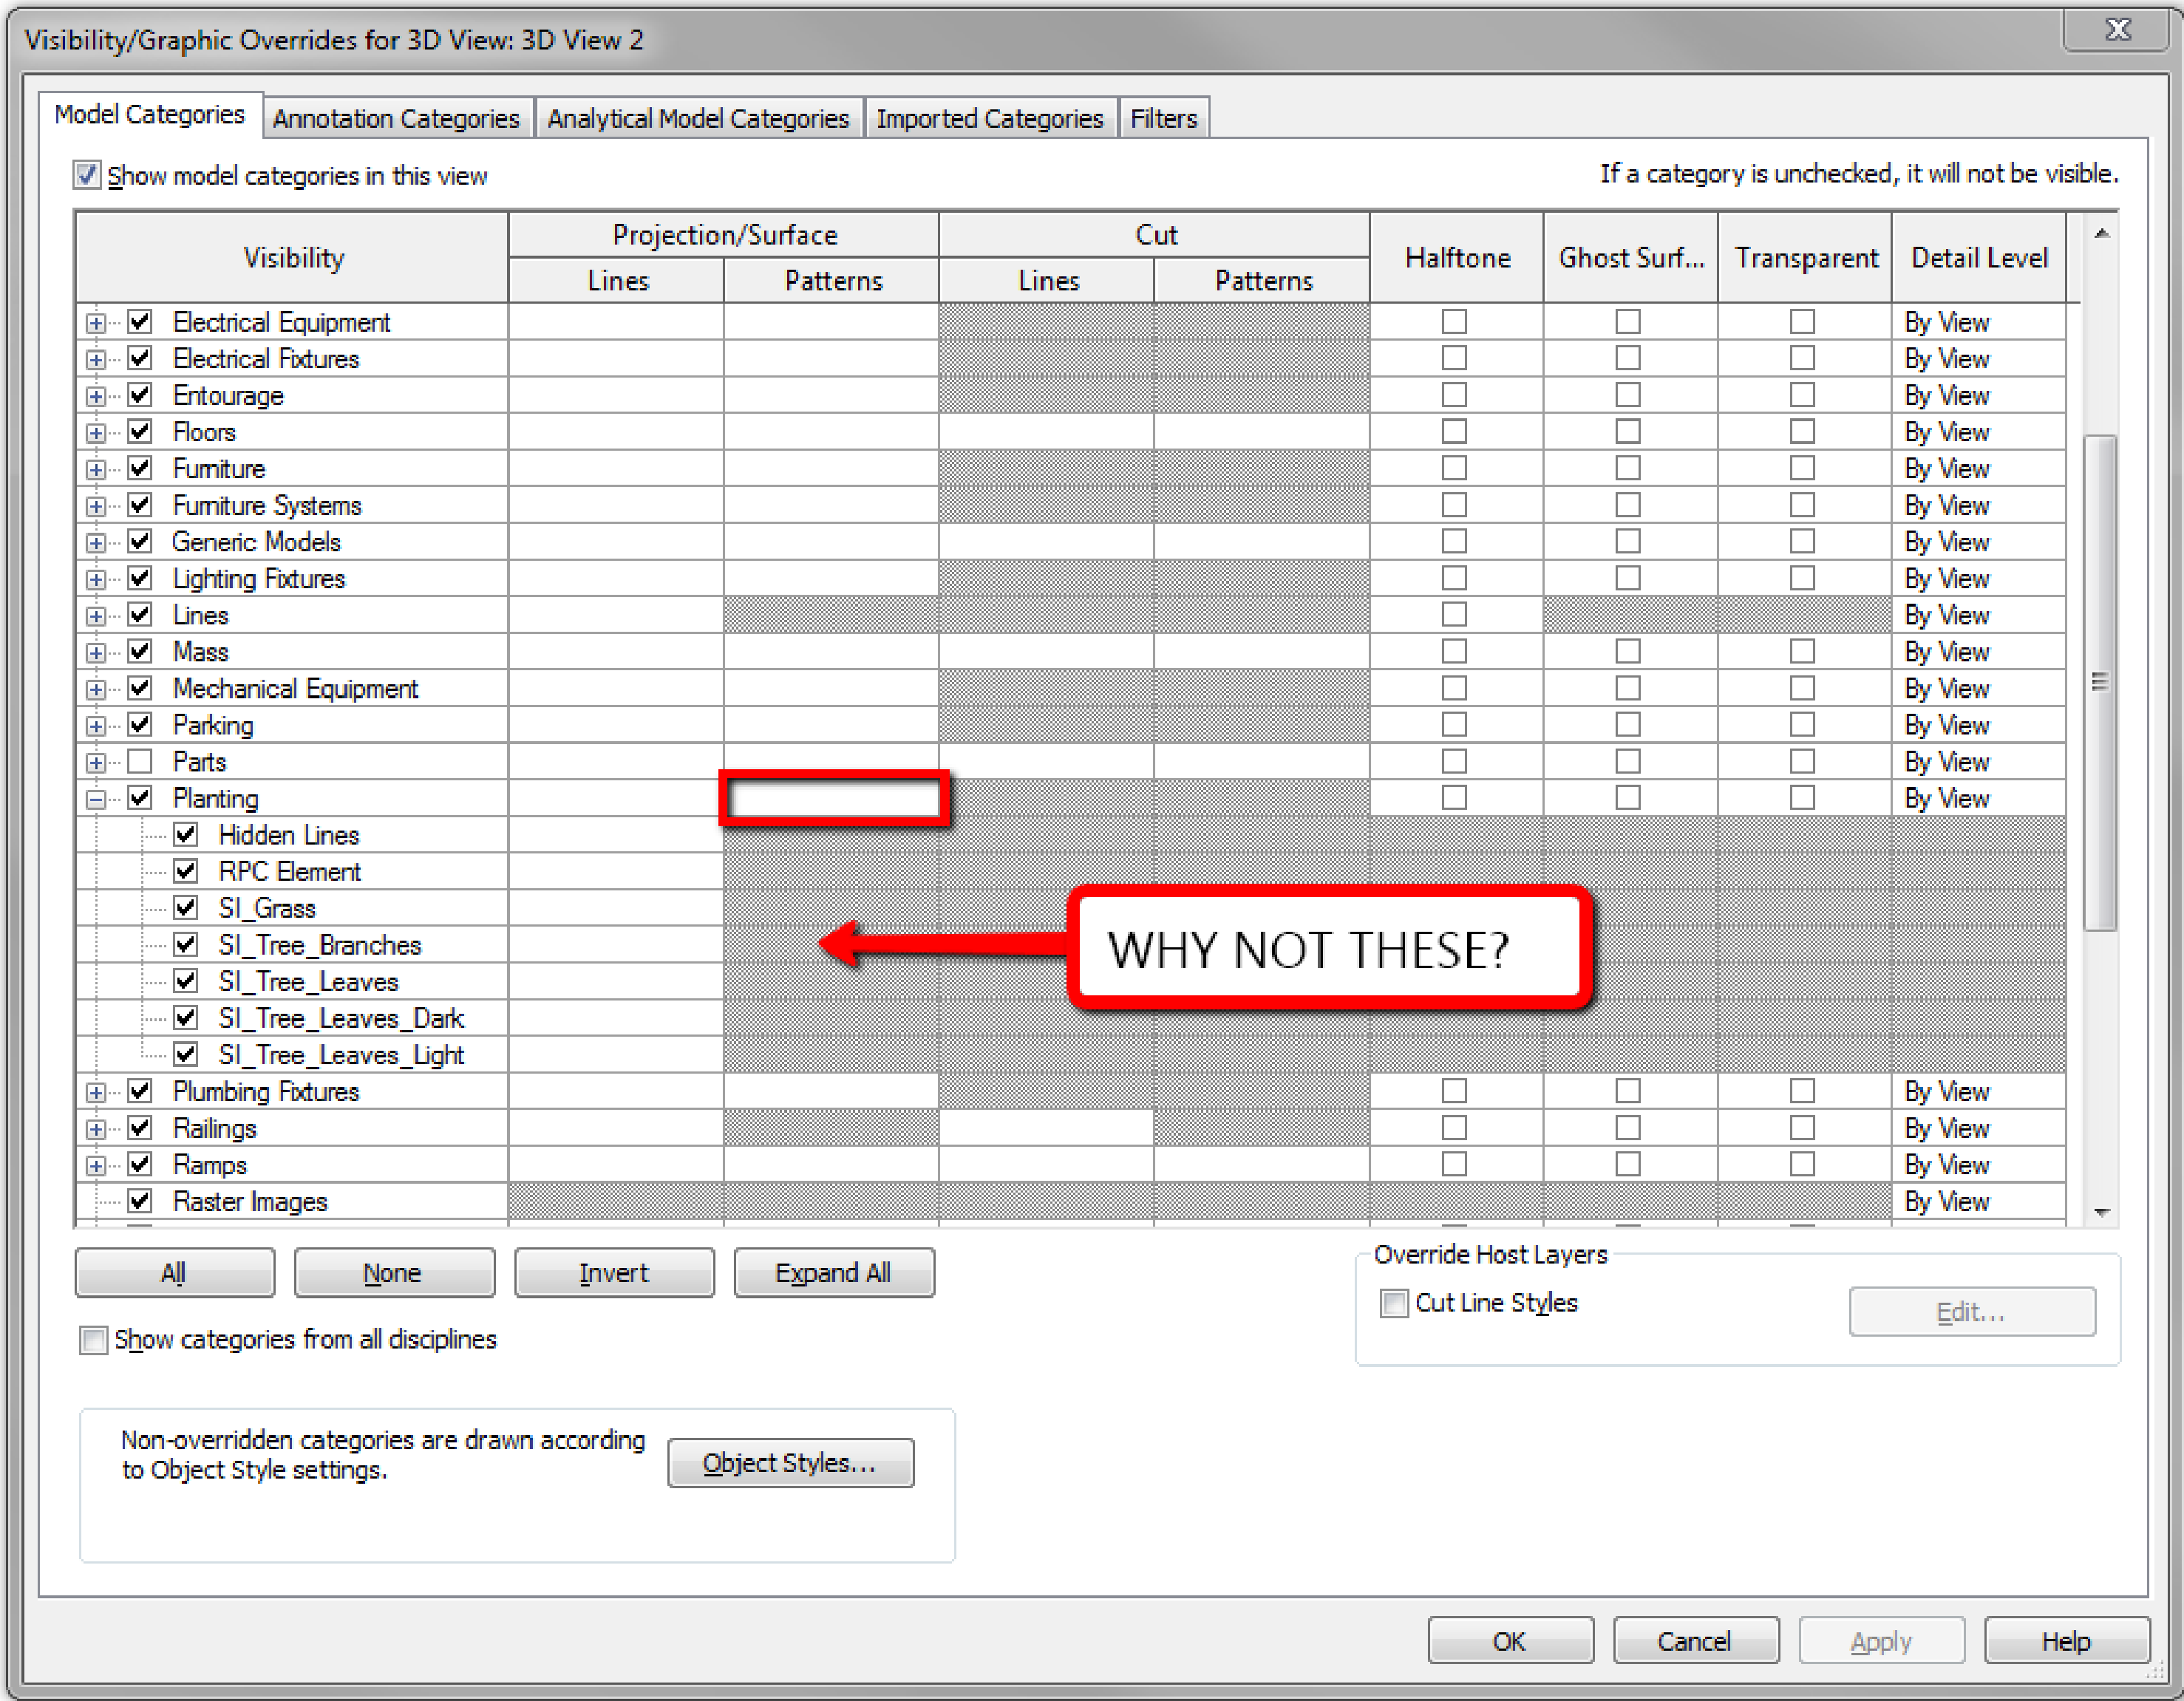 Visibility/Graphic Overrides for 3D View: 3D View 2
Model Categories Annotation Categories Analytical Model Categories Imported Categories Filters
Show model categories in this view If a category is unchecked, it will not be visible.
Visibility Projection/Surface Cut Halftone Ghost Surf... Transparent Detail Level
Lines Patterns Lines Patterns
Electrical Equipment By View
Electrical Fixtures By View
Entourage By View
Floors By View
Furniture By View
Furniture Systems By View
Generic Models By View
Lighting Fixtures By View
Lines By View
Mass By View
Mechanical Equipment By View
Parking By View
Parts By View
Planting By View
Hidden Lines
RPC Element
SI_Grass
SI_Tree_Branches
WHY NOT THESE?
SI_Tree_Leaves
SI_Tree_Leaves_Dark
SI_Tree_Leaves_Light
Plumbing Fixtures By View
Railings By View
Ramps By View
Raster Images By View
All None Invert Expand All
Override Host Layers
Cut Line Styles Edit...
Show categories from all disciplines
Non-overridden categories are drawn according
to Object Style settings.
Object Styles...
OK Cancel Apply Help